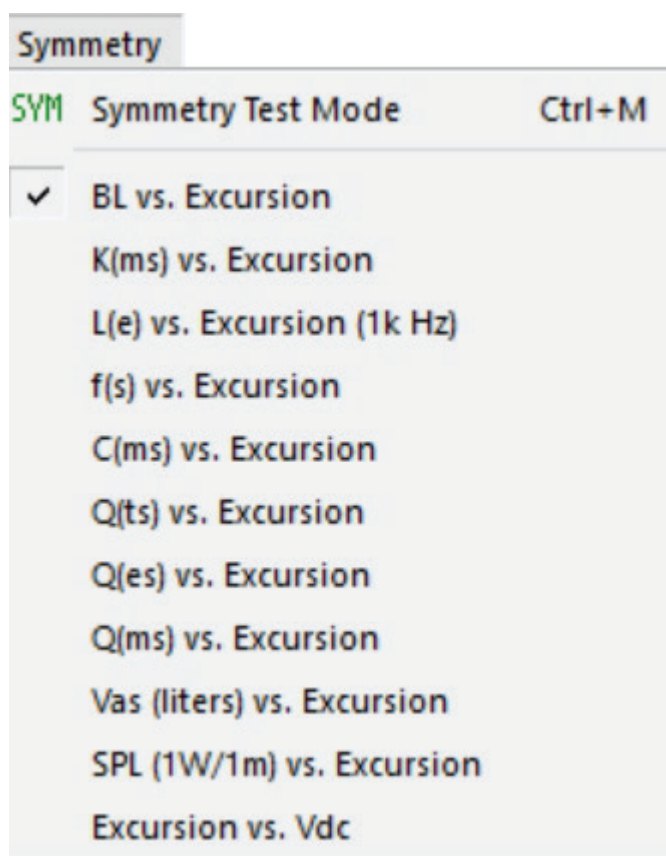 Symmetry
SYM Symmetry Test Mode Ctrl+M
BL vs. Excursion
K(ms) vs. Excursion
L(e) vs. Excursion (1k Hz)
f(s) vs. Excursion
C(ms) vs. Excursion
Q(ts) vs. Excursion
Q(es) vs. Excursion
Q(ms) vs. Excursion
Vas (liters) vs. Excursion
SPL (1W/1m) vs. Excursion
Excursion vs. Vdc